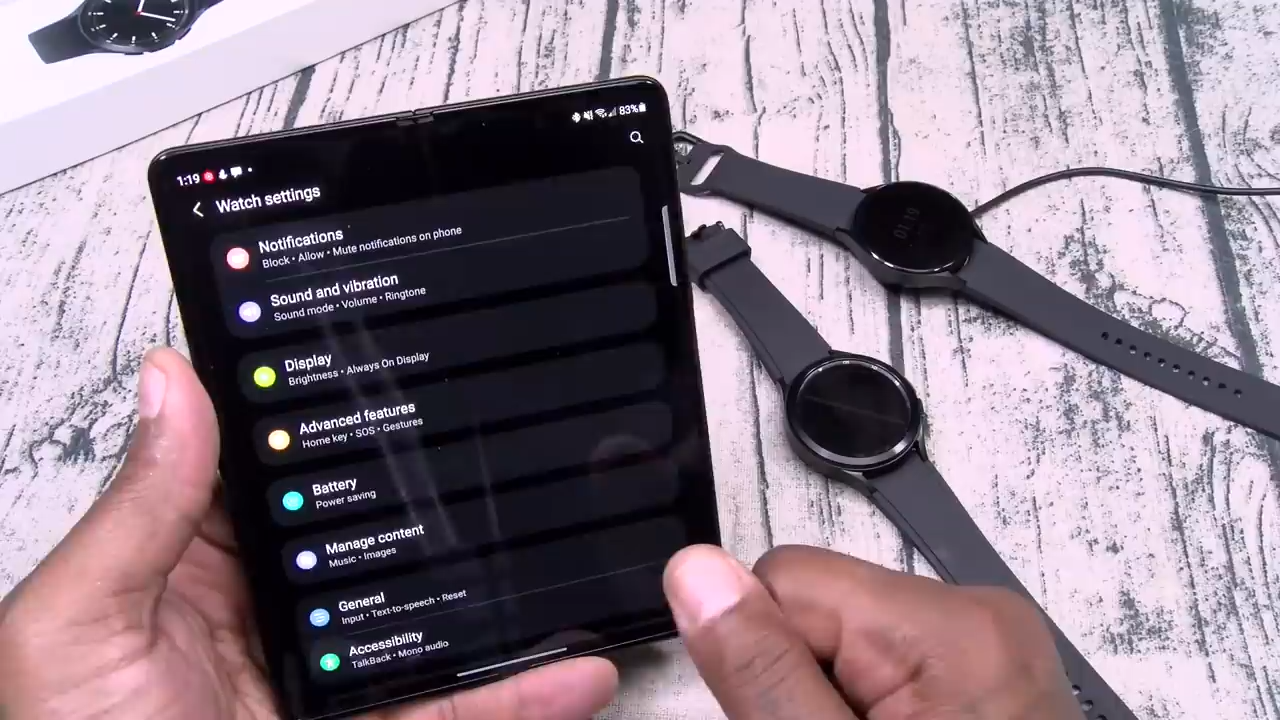 1:19
83%
Watch settings
Notifications
Block • Allow • Mute notifications on phone
Sound and vibration
Sound mode • Volume • Ringtone
Display
Brightness • Always On Display
Advanced features
Home key • SOS • Gestures
Battery
Power saving
Manage content
Music • Images
General
Input • Text-to-speech • Reset
Accessibility
TalkBack • Mono audio
01:19